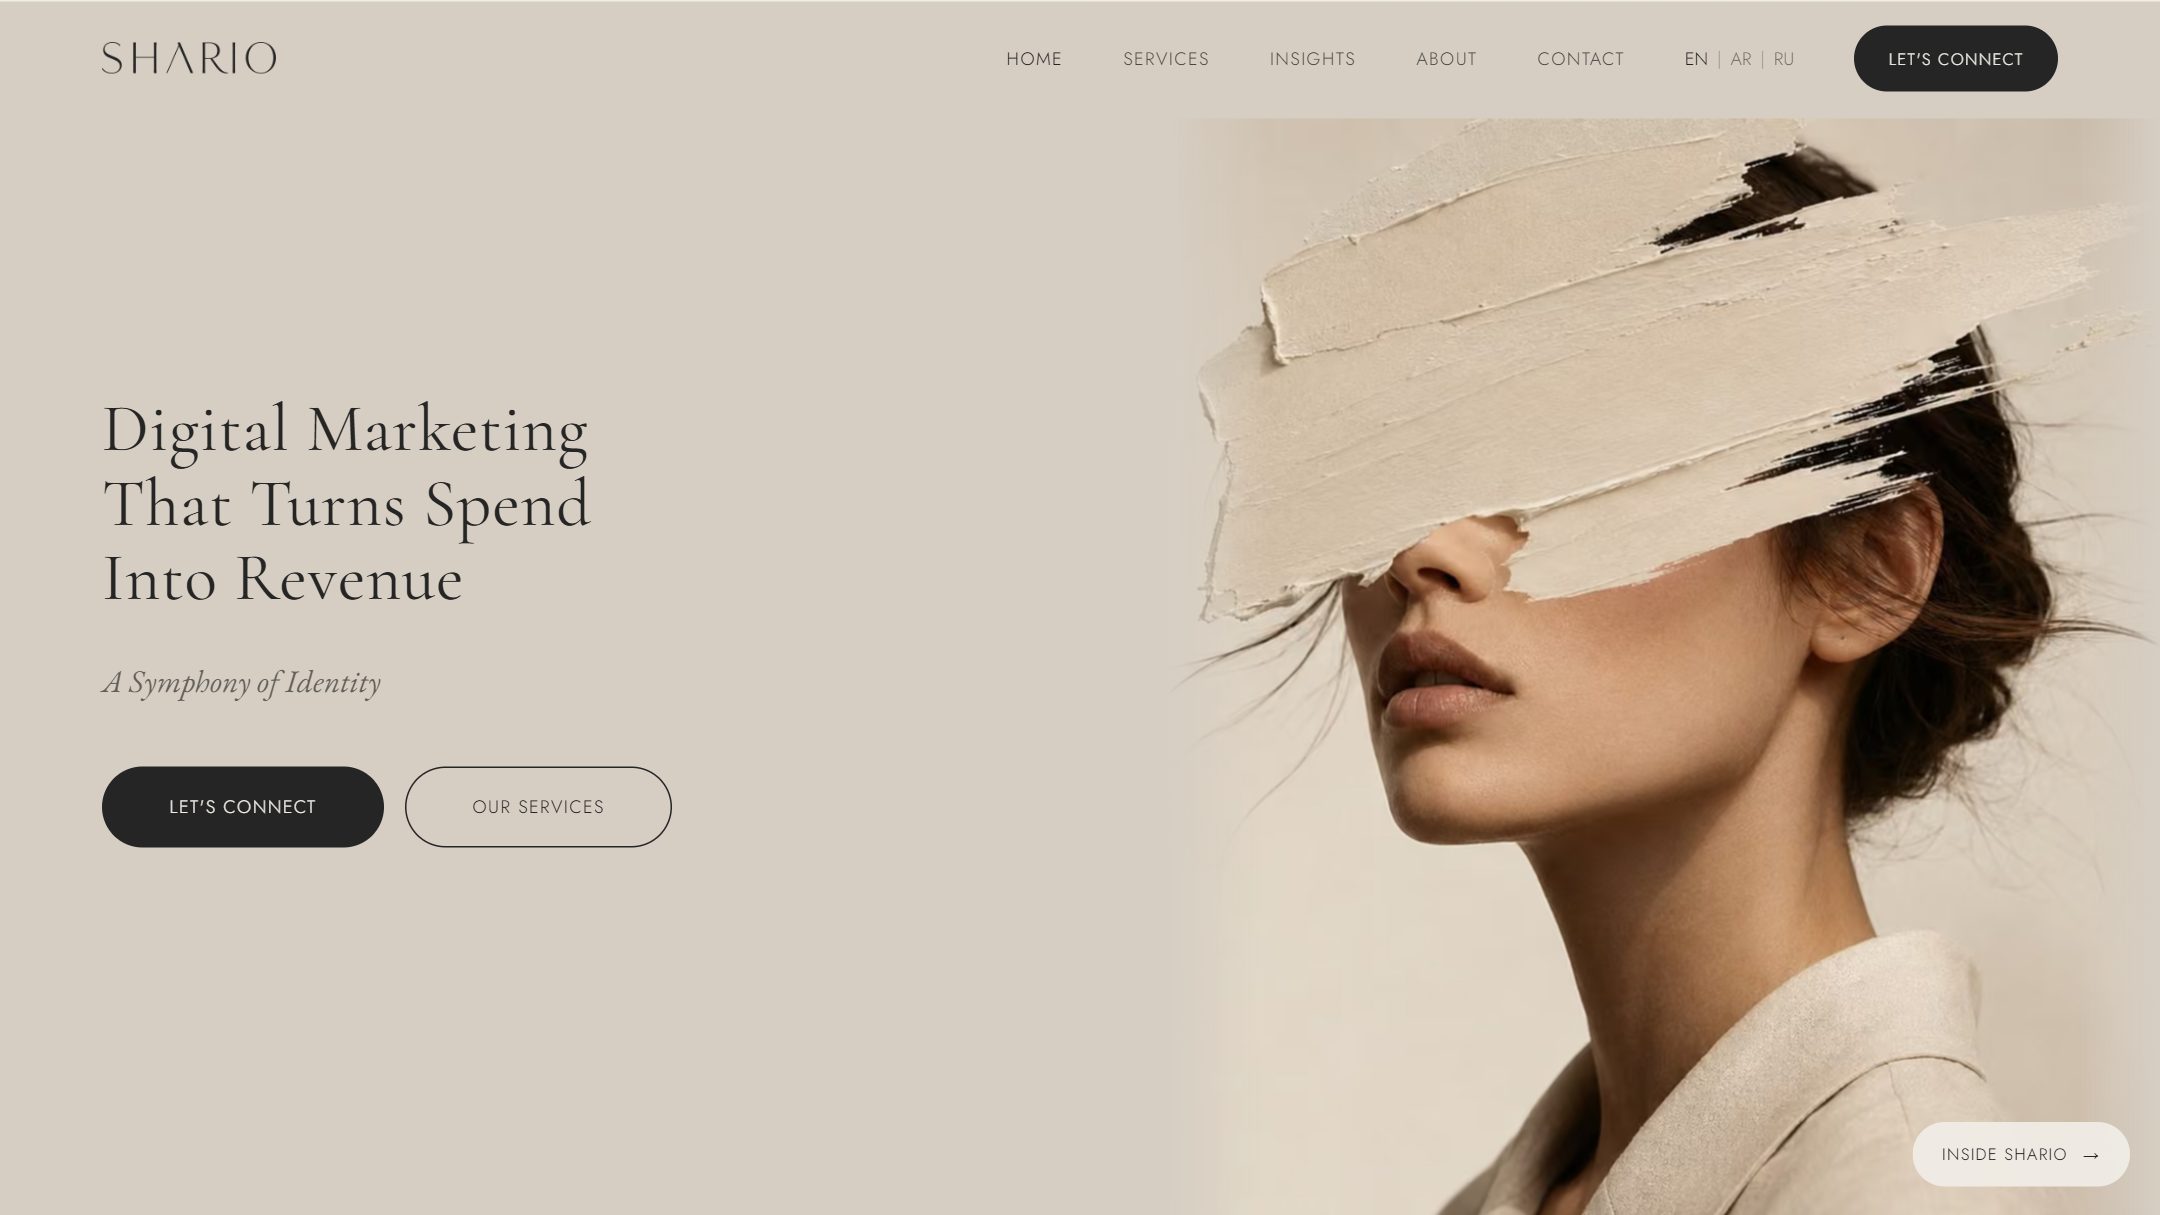 SHARIO
HOME
SERVICES
INSIGHTS
ABOUT
CONTACT
EN | AR | RU
LET'S CONNECT
Digital Marketing
That Turns Spend
Into Revenue
A Symphony of Identity
LET'S CONNECT
OUR SERVICES
INSIDE SHARIO →